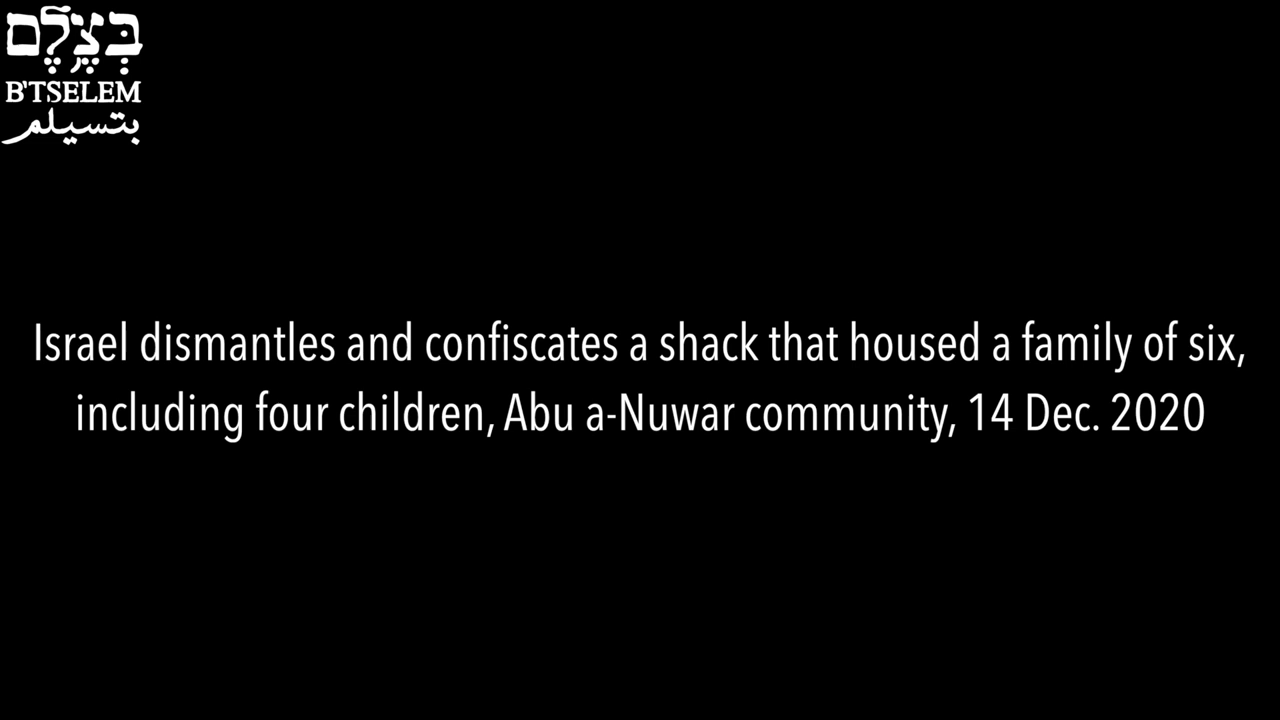 בְּצֶלֶם
B'TSELEM
بتسيلم
Israel dismantles and confiscates a shack that housed a family of six,
including four children, Abu a-Nuwar community, 14 Dec. 2020